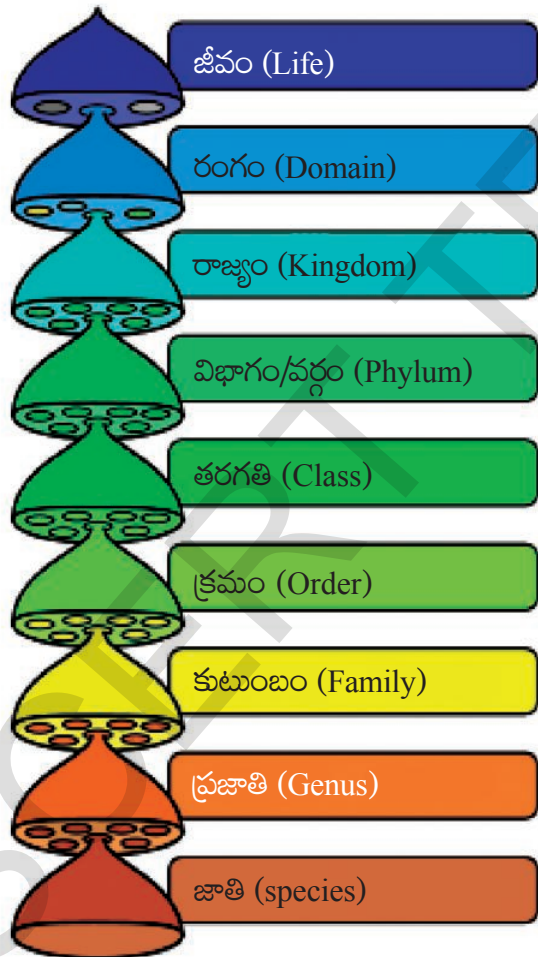 జీవం (Life)
రంగం (Domain)
రాజ్యం (Kingdom)
విభాగం/వర్గం (Phylum)
తరగతి (Class)
క్రమం (Order)
కుటుంబం (Family)
ప్రజాతి (Genus)
జాతి (species)